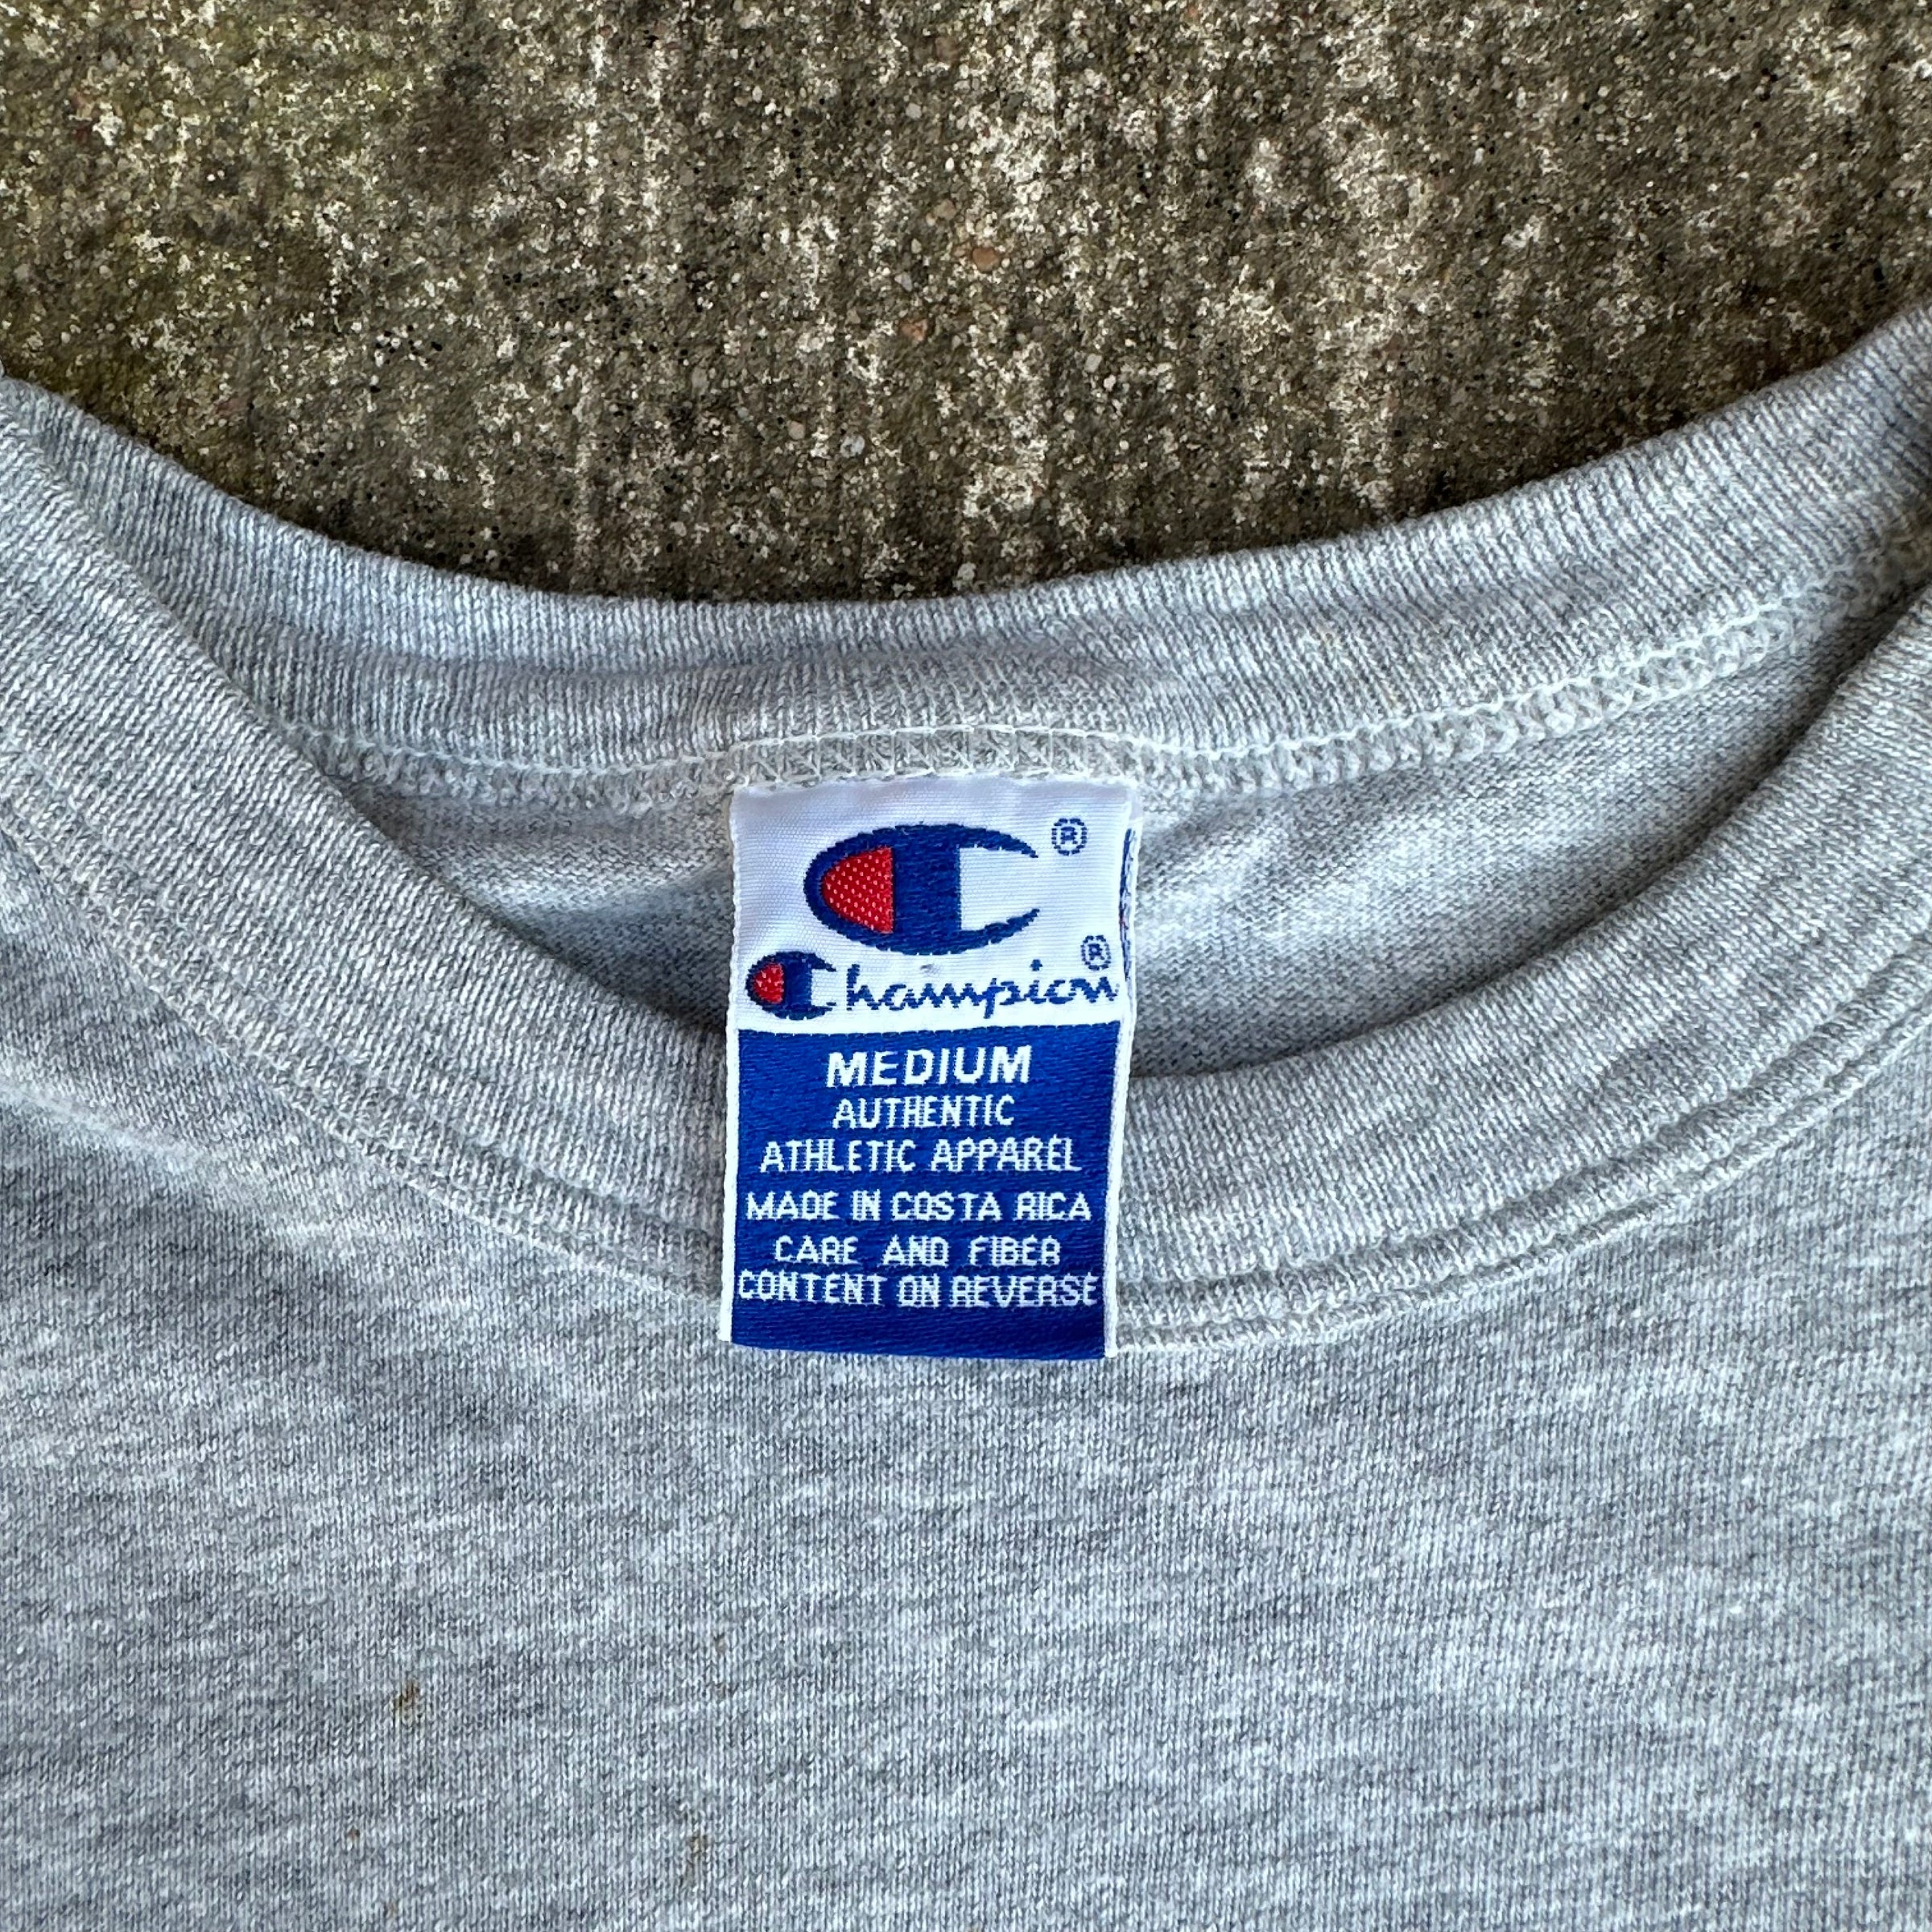 ®
Champion®
MEDIUM
AUTHENTIC
ATHLETIC APPAREL
MADE IN COSTA RICA
CARE AND FIBER
CONTENT ON REVERSE